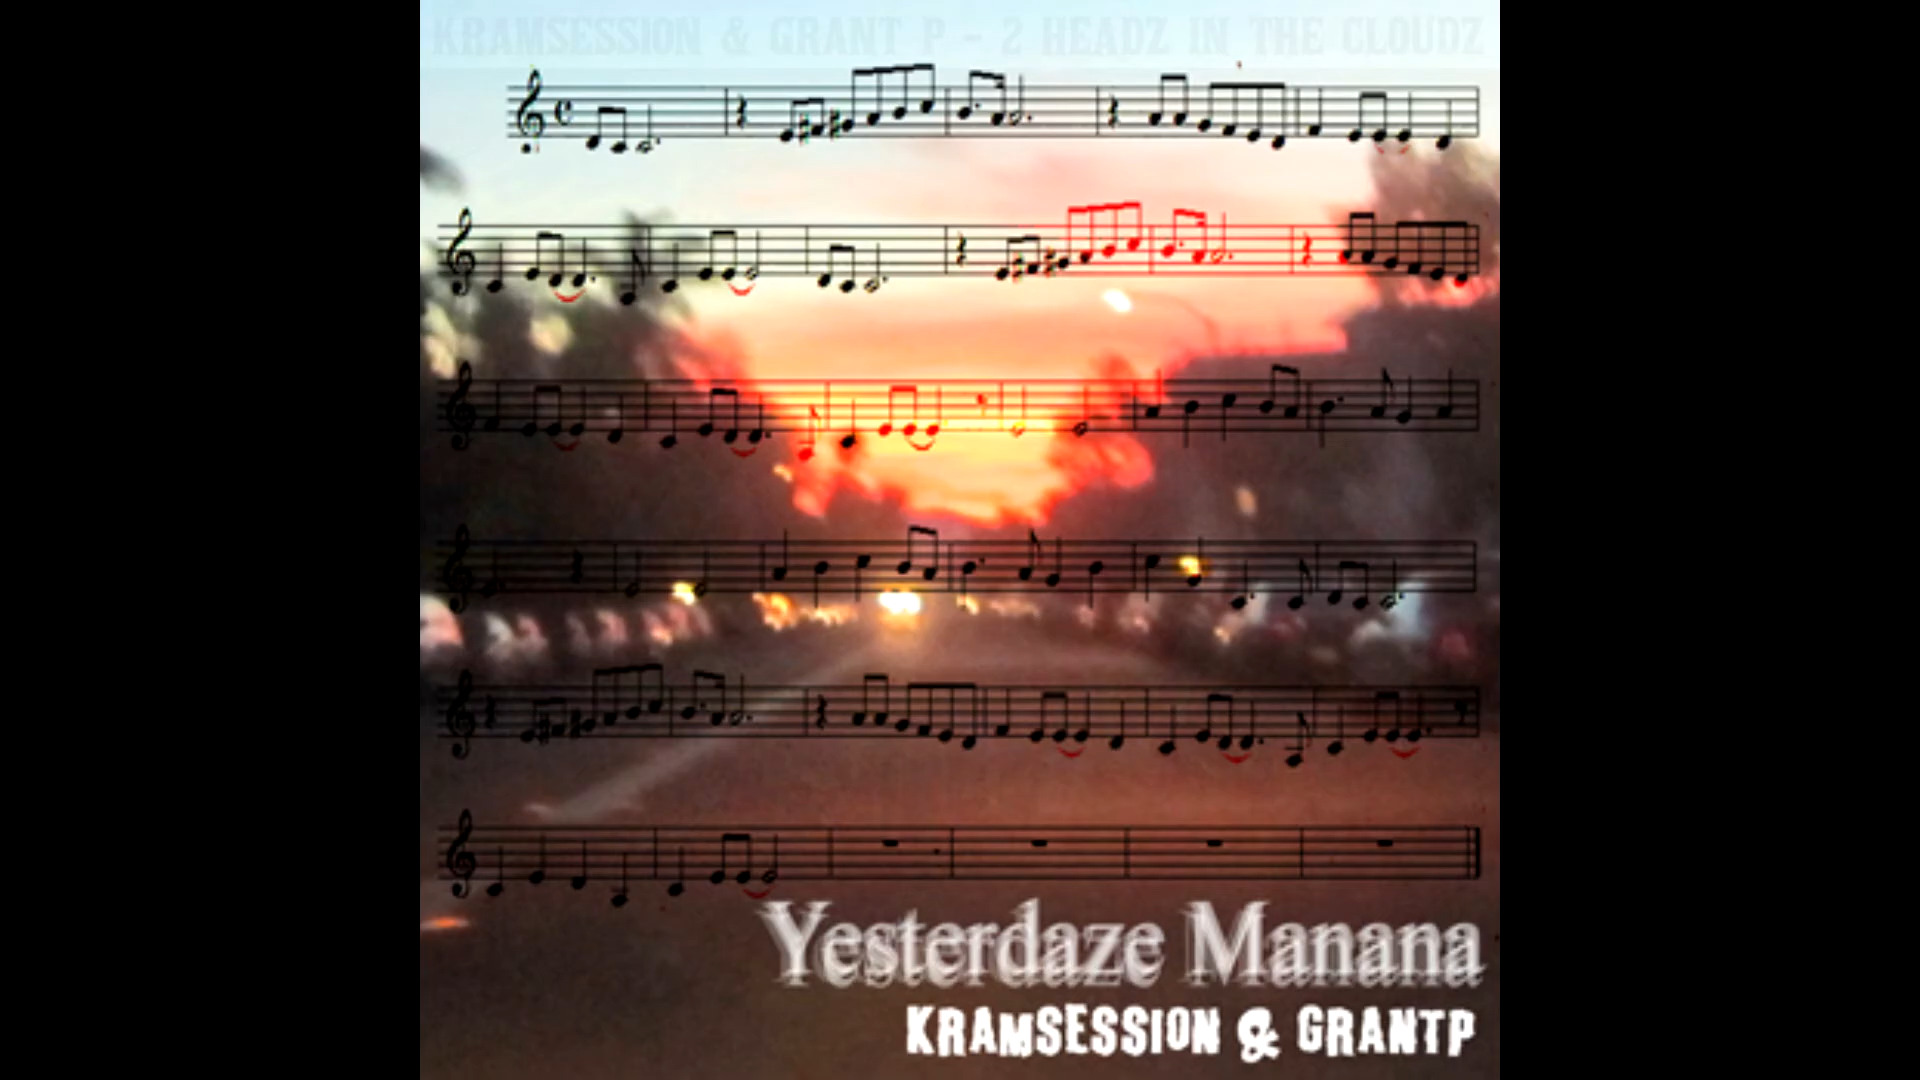 KRAMSESSION & GRANT P - 2 HEADZ IN THE CLOUDZ
Yesterdaze Manana
KRAMSESSION & GRANTP